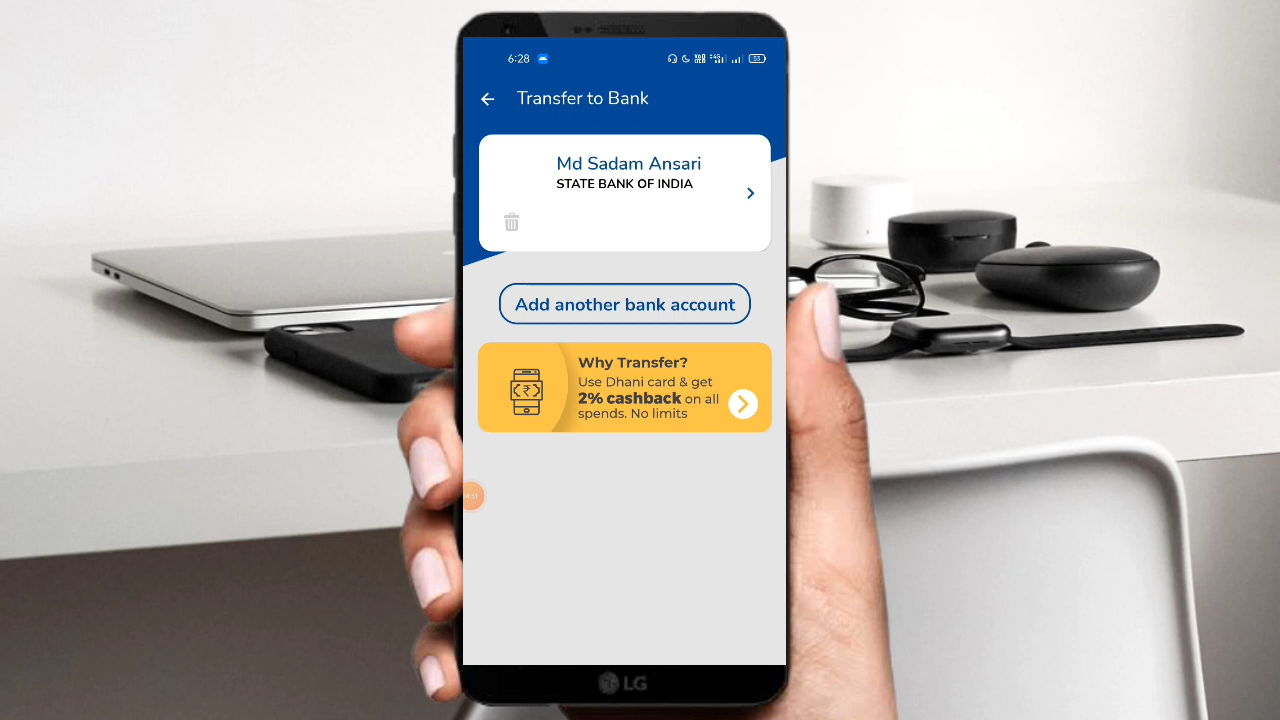 6:28
55
Transfer to Bank
Md Sadam Ansari
STATE BANK OF INDIA
Add another bank account
Why Transfer?
Use Dhani card & get
2% cashback on all
spends. No limits
LG